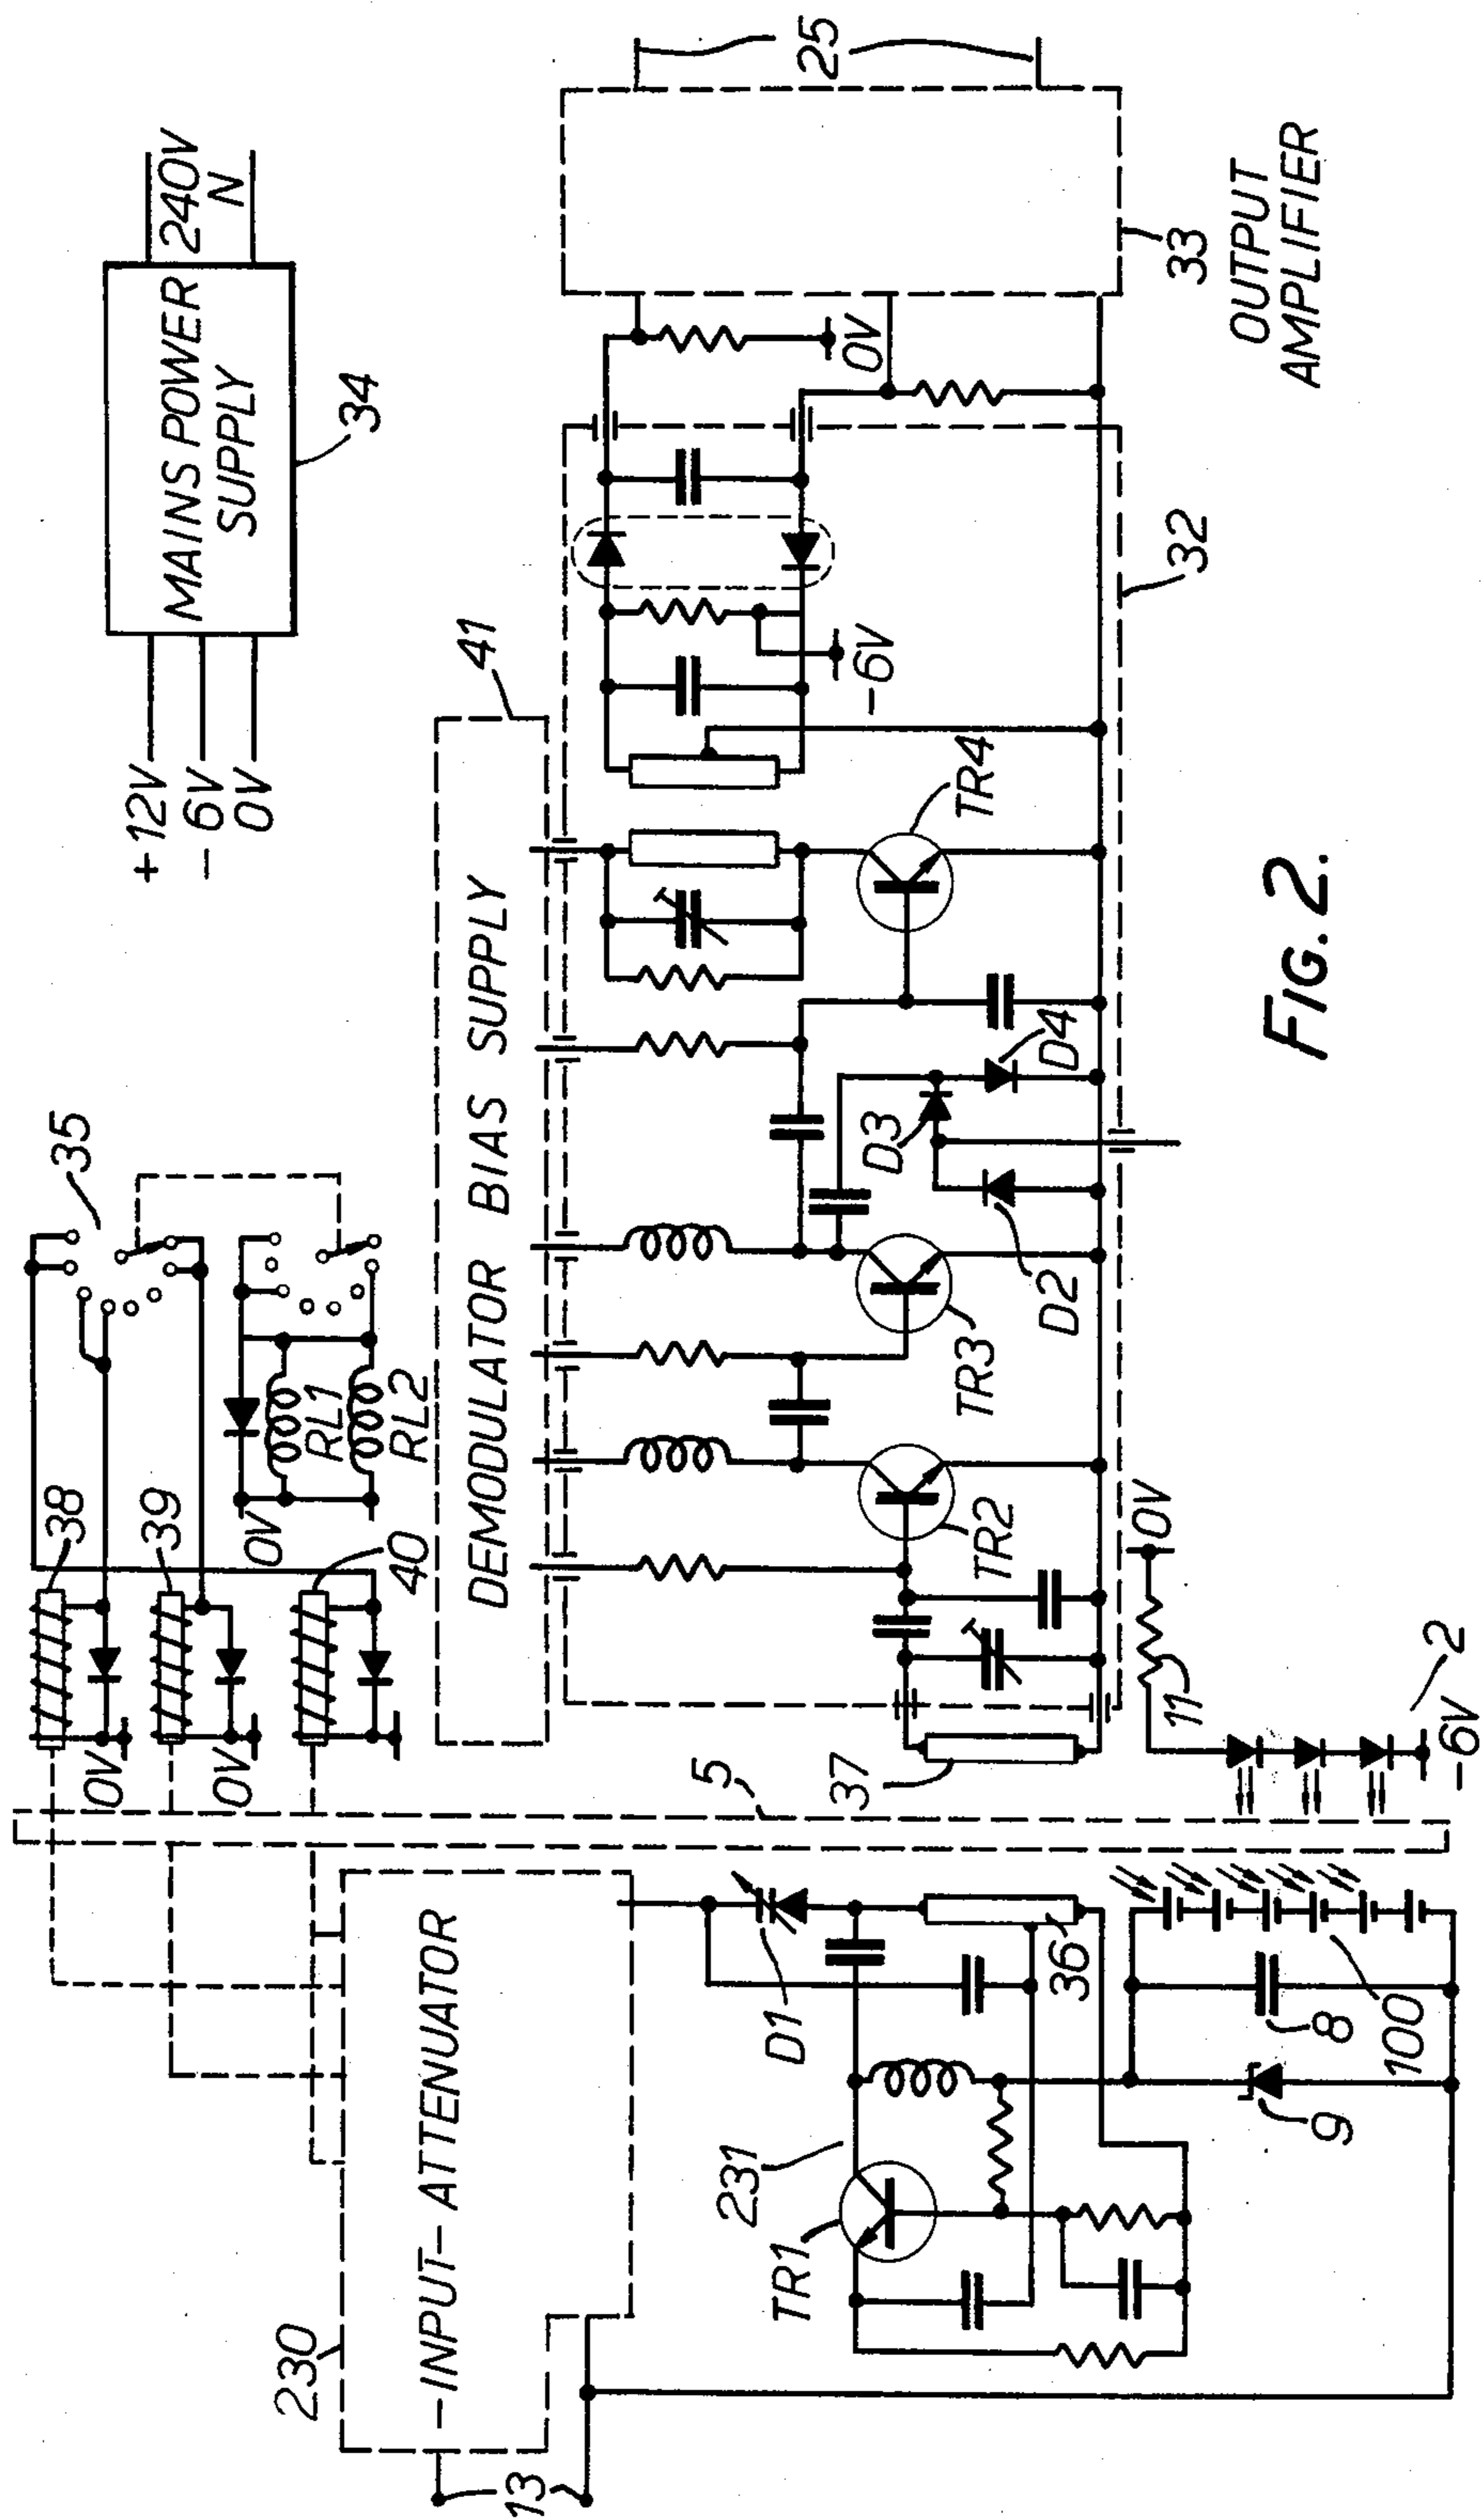 +12V
-6V
0V
MAINS POWER
SUPPLY
240V
N
34
35
38
39
40
0V
0V
0V
RL1
RL2
DEMODULATOR BIAS SUPPLY
41
230
INPUT-ATTENUATOR
13
5
37
TR2
TR3
TR4
D2
D3
D4
-6V
0V
25
32
33
OUTPUT
AMPLIFIER
D1
231
TR1
36
8
9
100
11
0V
2
-6V
FIG. 2.